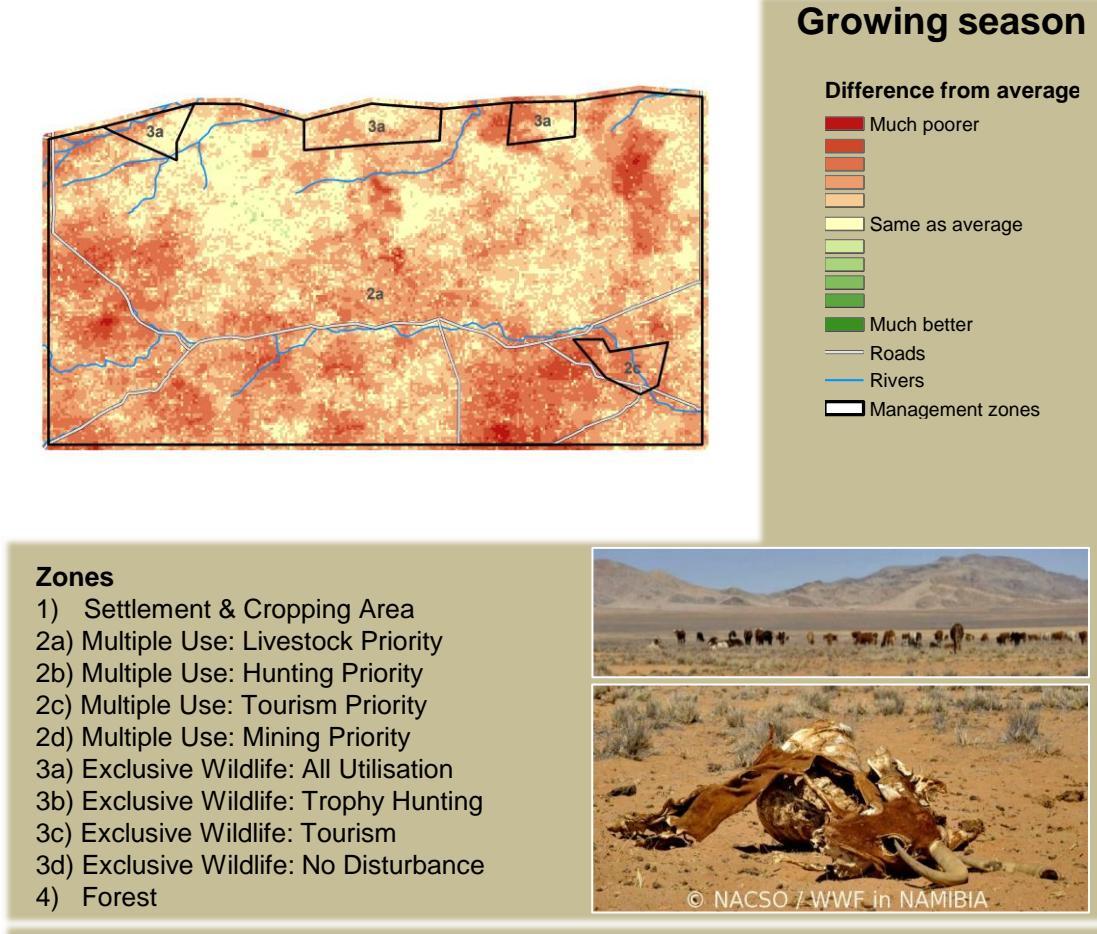 Growing season
Difference from average
Much poorer
Same as average
Much better
Roads
Rivers
Management zones
3a
3a
3a
2a
2c
Zones
1) Settlement & Cropping Area
2a) Multiple Use: Livestock Priority
2b) Multiple Use: Hunting Priority
2c) Multiple Use: Tourism Priority
2d) Multiple Use: Mining Priority
3a) Exclusive Wildlife: All Utilisation
3b) Exclusive Wildlife: Trophy Hunting
3c) Exclusive Wildlife: Tourism
3d) Exclusive Wildlife: No Disturbance
4) Forest
© NACSO / WWF in NAMIBIA